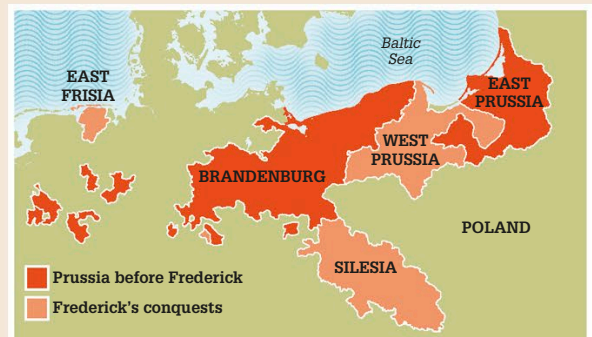 Baltic
Sea
EAST
FRISIA
EAST
PRUSSIA
WEST
PRUSSIA
BRANDENBURG
POLAND
SILESIA
Prussia before Frederick
Frederick's conquests